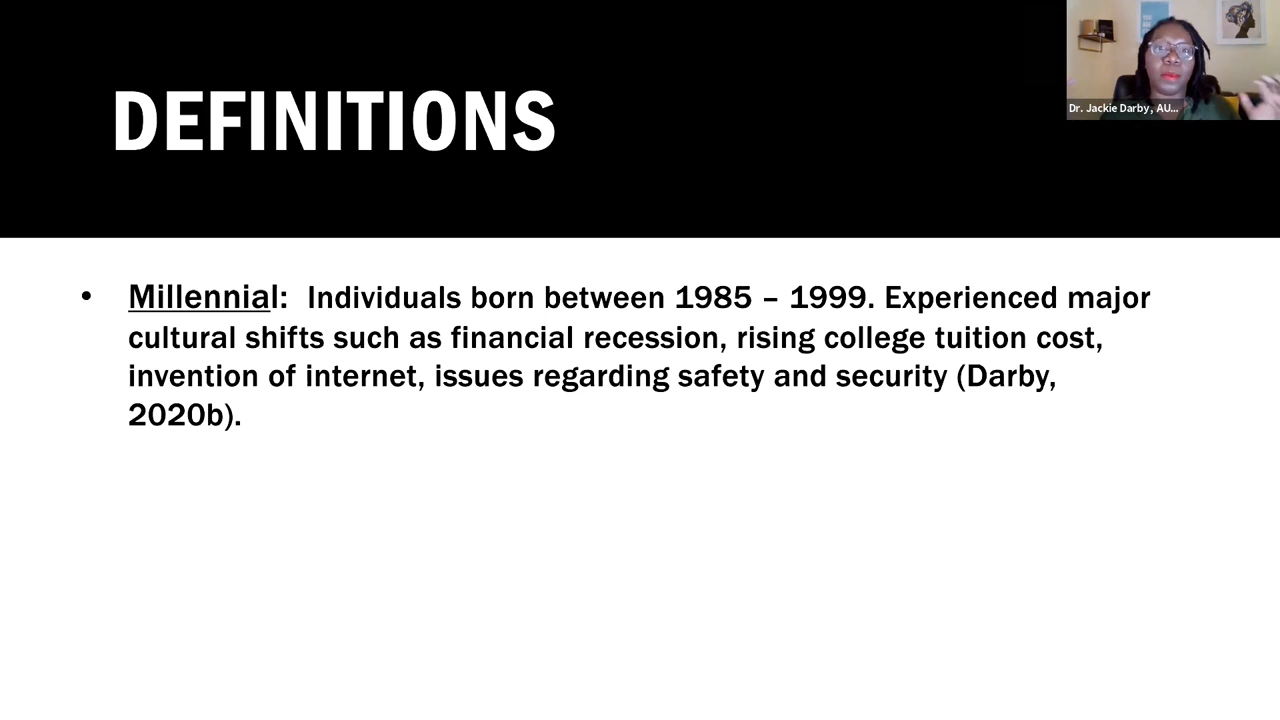 DEFINITIONS
Dr. Jackie Darby, AU...
• Millennial: Individuals born between 1985 – 1999. Experienced major
cultural shifts such as financial recession, rising college tuition cost,
invention of internet, issues regarding safety and security (Darby,
2020b).